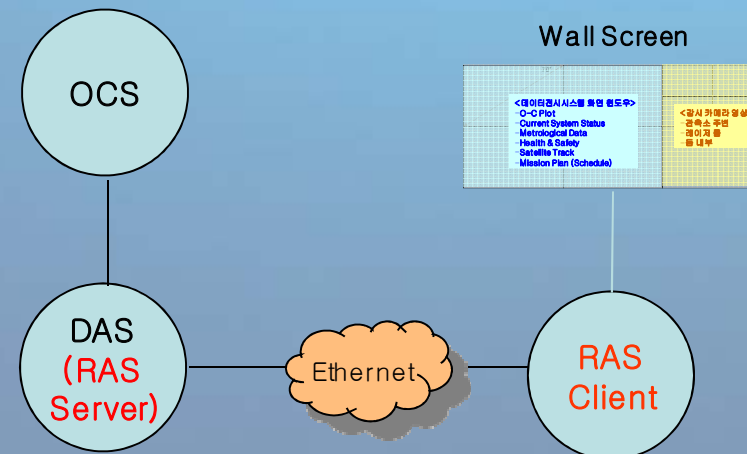 Wall Screen
OCS
<데이터전시시스템 화면 윈도우>
-O-C Plot
-Current System Status
-Metrological Data
-Health & Safety
-Satellite Track
-Mission Plan (Schedule)
<감시 카메라 영상
-관측소 주변
-레이저 룸
-돔 내부
DAS
(RAS
Server)
Ethernet
RAS
Client